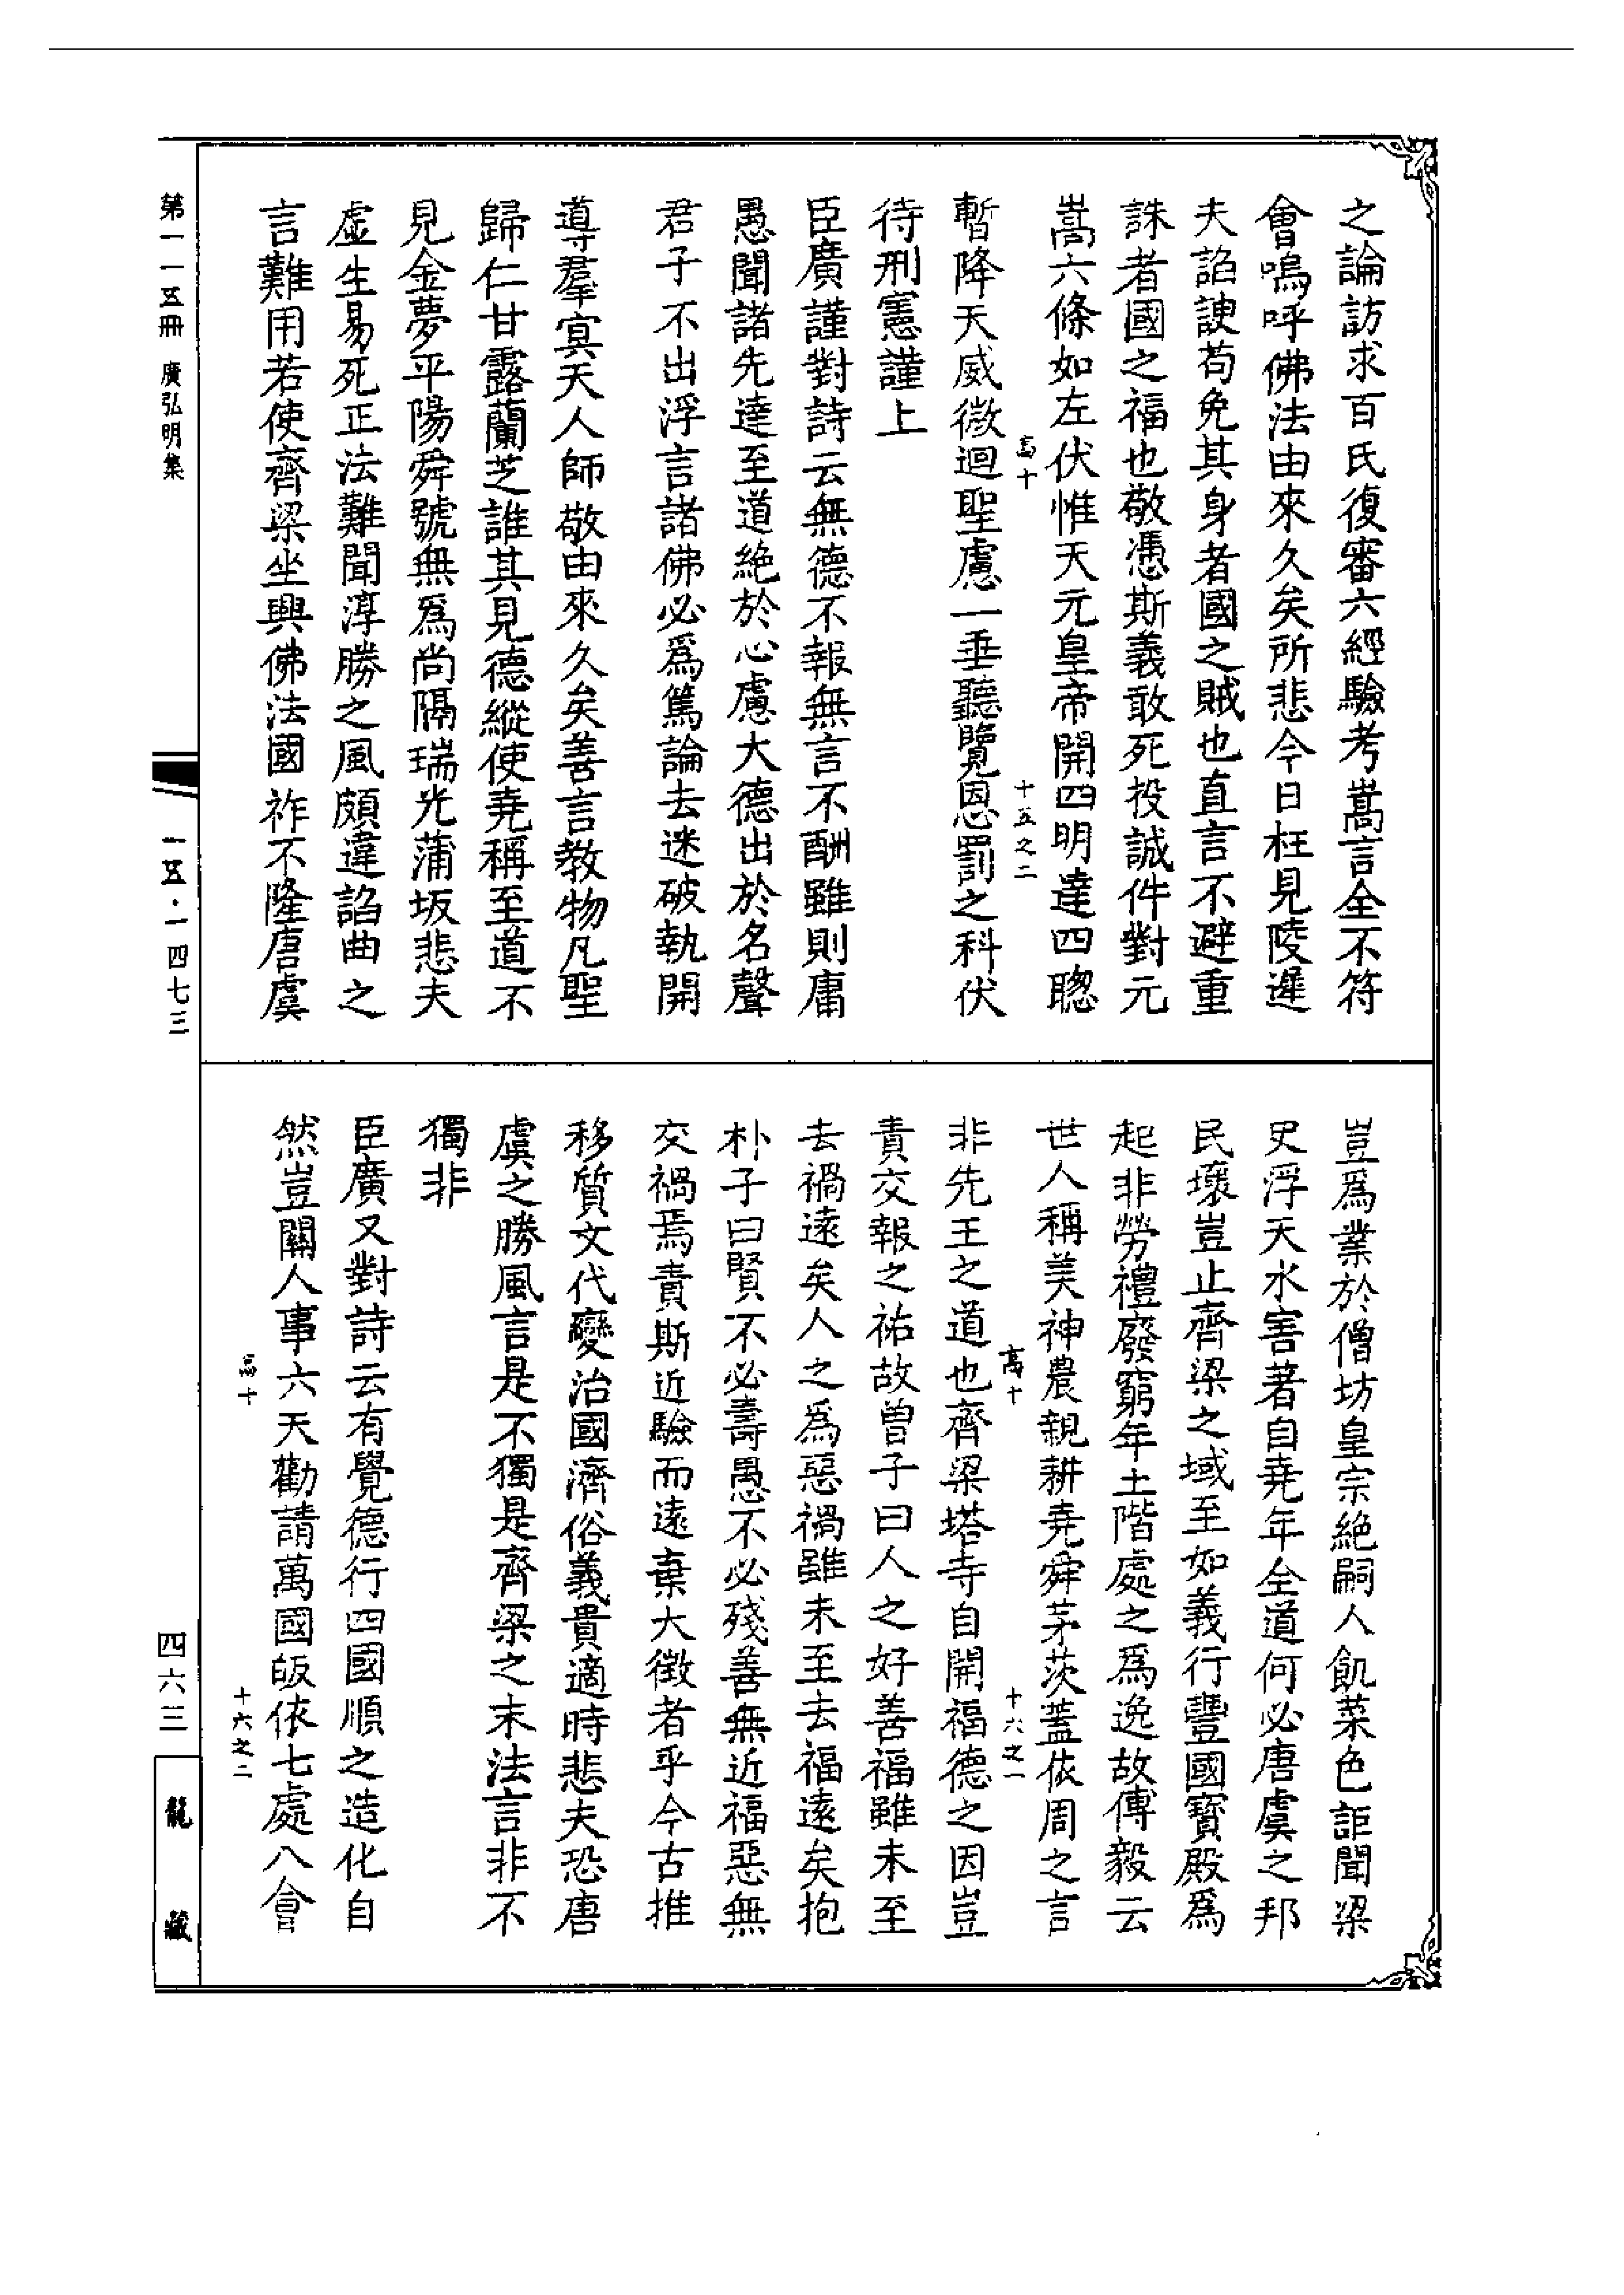 之論訪求百氏復審六經驗考嵩言全不符
會嗚呼佛法由來久矣所悲今日枉見陵遲
夫諂諛苟免其身者國之賊也直言不避重
誅者國之福也敬憑斯義敢死投誠件對元
嵩六條如左伏惟天元皇帝開四明達四聰
高十 十五之二
暫降天威微迴聖慮一垂聽覽恩罰之科伏
待刑憲謹上
臣廣謹對詩云無德不報無言不酬雖則庸
愚聞諸先達至道絶於心慮大德出於名聲
君子不出浮言諸佛必爲篤論去迷破執開
導羣冥天人師敬由來久矣善言教物凡聖
歸仁甘露蘭芝誰其見德縱使堯稱至道不
見金夢平陽舜號無爲尚隔瑞光蒲坂悲夫
虛生易死正法難聞淳勝之風頗違諂曲之
言難用若使齊梁坐興佛法國祚不隆唐虞
豈爲業於僧坊皇宗絶嗣人飢菜色詎聞梁
史浮天水害著自堯年全道何必唐虞之邦
民壞豈止齊梁之域至如義行豐國寶殿爲
起非勞禮廢窮年土階處之爲逸故傅毅云
世人稱美神農親耕堯舜茅茨蓋依周之言
高十 十六之一
非先王之道也齊梁塔寺自開福德之因豈
責交報之祐故曾子曰人之好善福雖未至
去禍遠矣人之爲惡禍雖未至去福遠矣抱
朴子曰賢不必壽愚不必殘善無近福惡無
交禍焉責斯近驗而遠棄大徵者乎今古推
移質文代變治國濟俗義貴適時悲夫恐唐
虞之勝風言是不獨是齊梁之末法言非不
獨非
臣廣又對詩云有覺德行四國順之造化自
然豈關人事六天勸請萬國皈依七處八會
高十 十六之二
第一一五冊 廣弘明集
一五·一四七三
四六三
龍藏